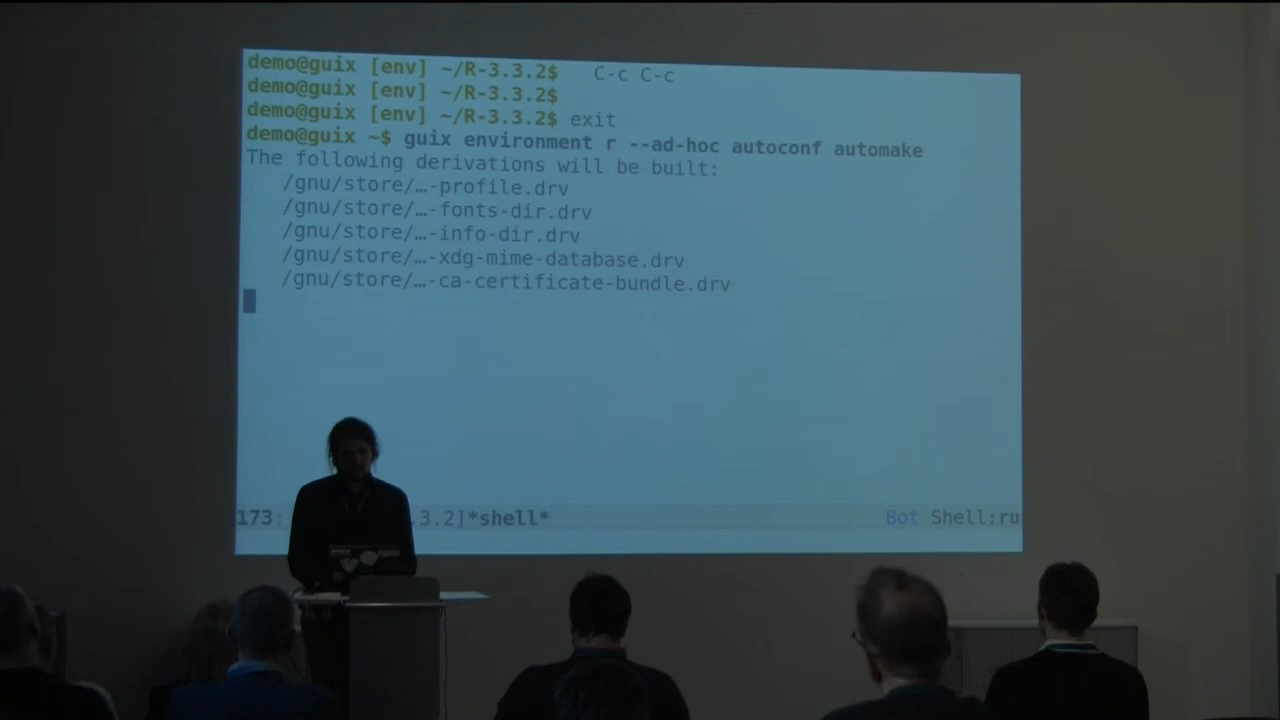 demo@guix [env] ~/R-3.3.2$   C-c C-c
demo@guix [env] ~/R-3.3.2$
demo@guix [env] ~/R-3.3.2$ exit
demo@guix ~$ guix environment r --ad-hoc autoconf automake
The following derivations will be built:
/gnu/store/…-profile.drv
/gnu/store/…-fonts-dir.drv
/gnu/store/…-info-dir.drv
/gnu/store/…-xdg-mime-database.drv
/gnu/store/…-ca-certificate-bundle.drv
173: .3.2]*shell* Bot Shell:ru